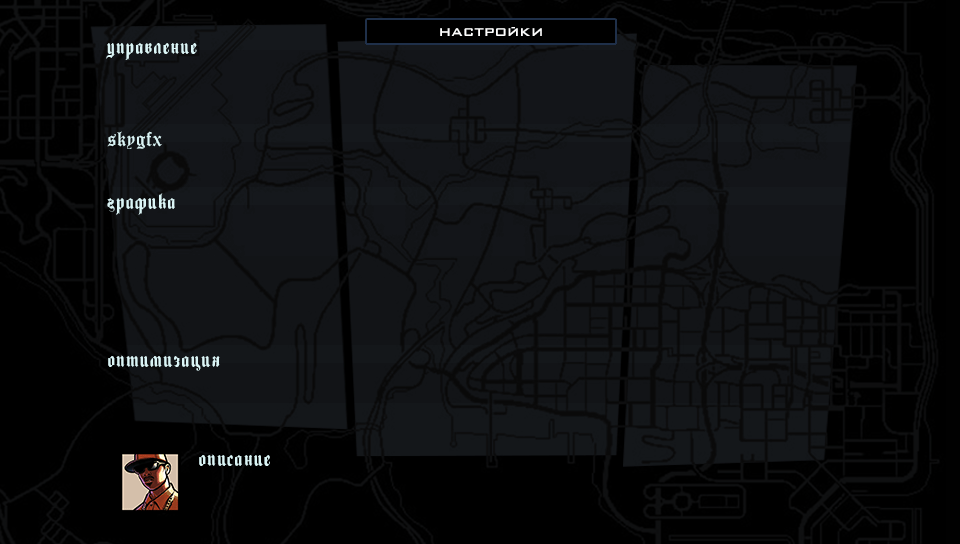 НАСТРОЙКИ
управление
skygfx
графика
оптимизация
описание